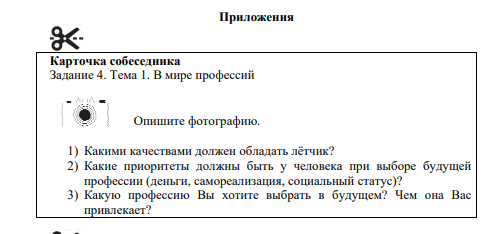 Приложения
Карточка собеседника
Задание 4. Тема 1. В мире профессий
Опишите фотографию.
1) Какими качествами должен обладать лётчик?
2) Какие приоритеты должны быть у человека при выборе будущей
профессии (деньги, самореализация, социальный статус)?
3) Какую профессию Вы хотите выбрать в будущем? Чем она Вас
привлекает?